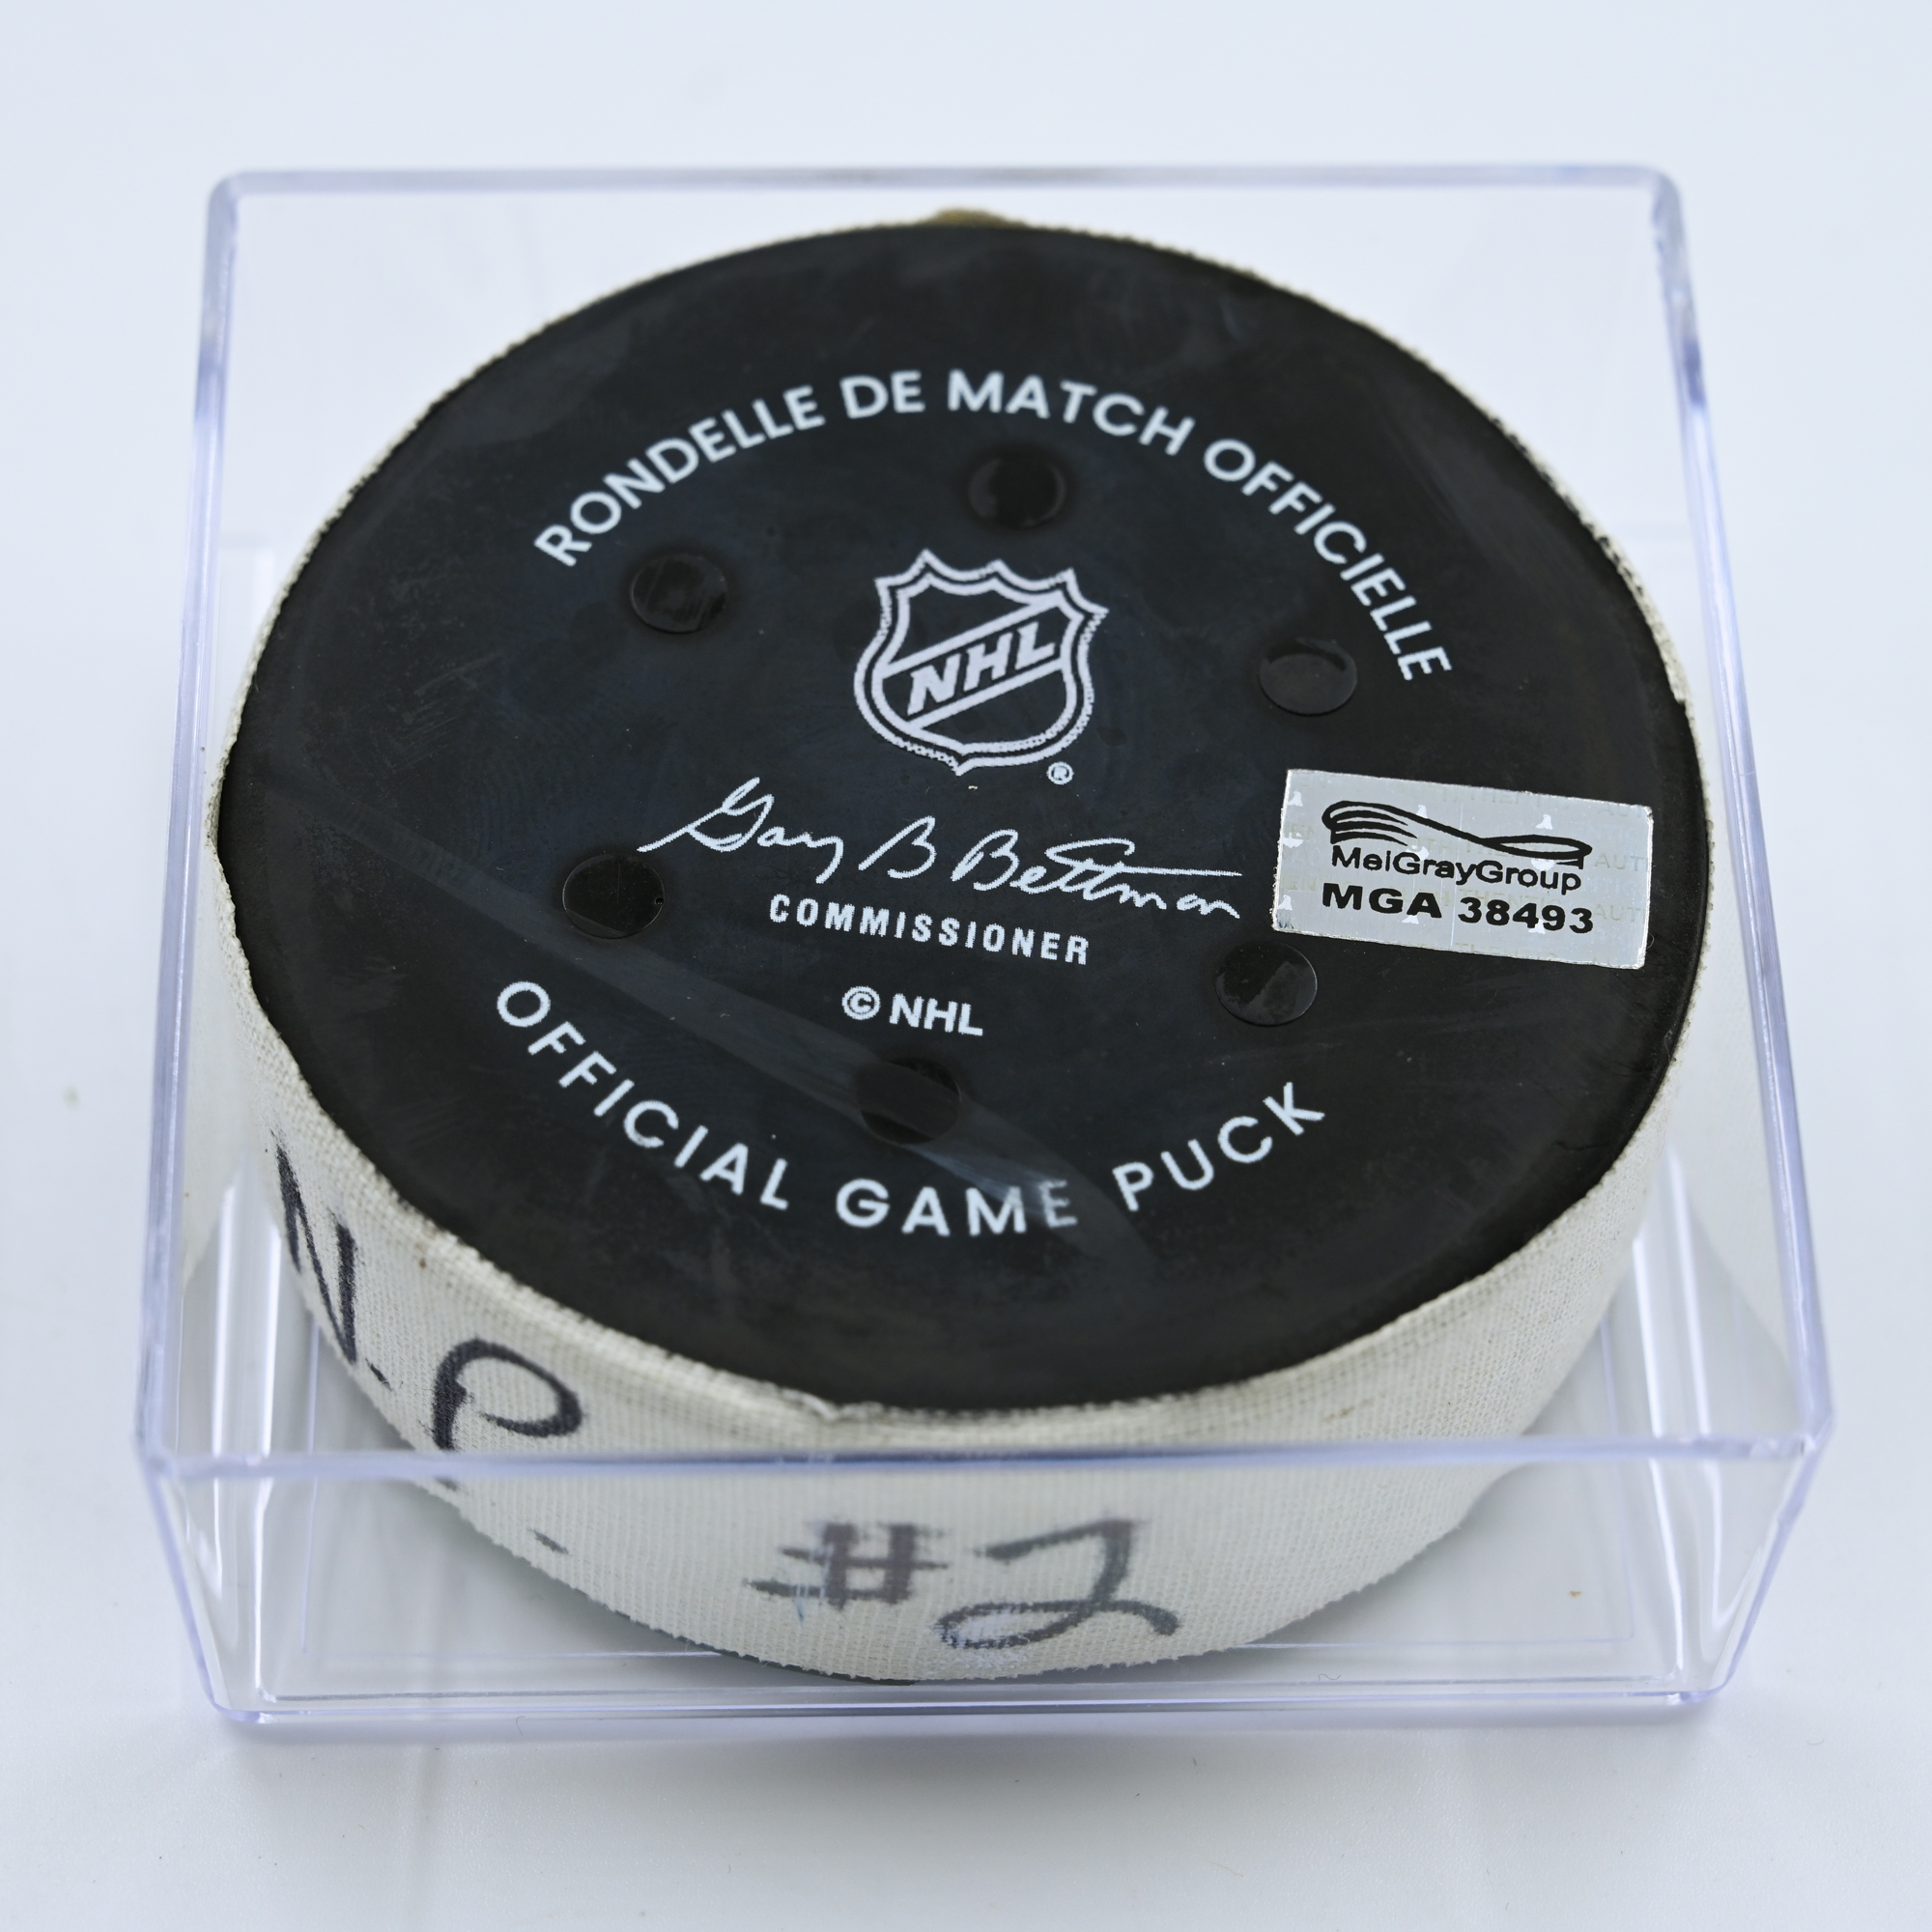 RONDELLE DE MATCH OFFICIELLE
NHL
®
Gary B Bettman
COMMISSIONER
© NHL
OFFICIAL GAME PUCK
MeiGrayGroup
MGA 38493
N.P.
#2